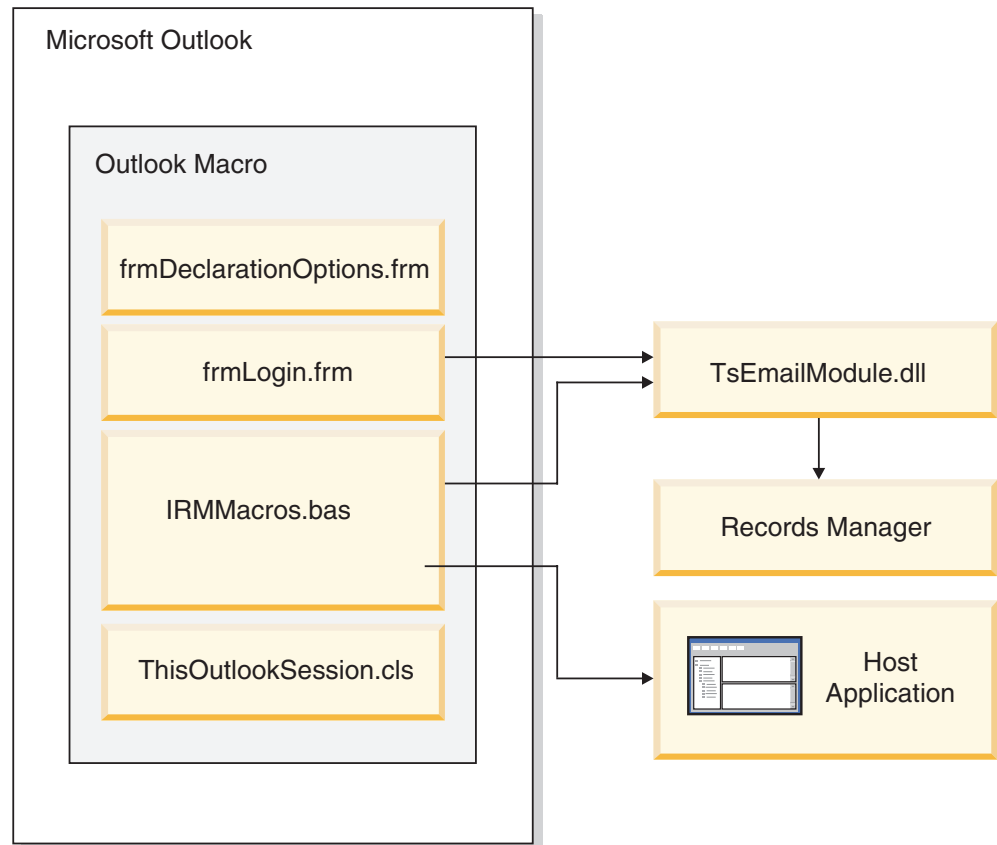 Microsoft Outlook
Outlook Macro
frmDeclarationOptions.frm
frmLogin.frm
IRMMacros.bas
ThisOutlookSession.cls
TsEmailModule.dll
Records Manager
Host
Application